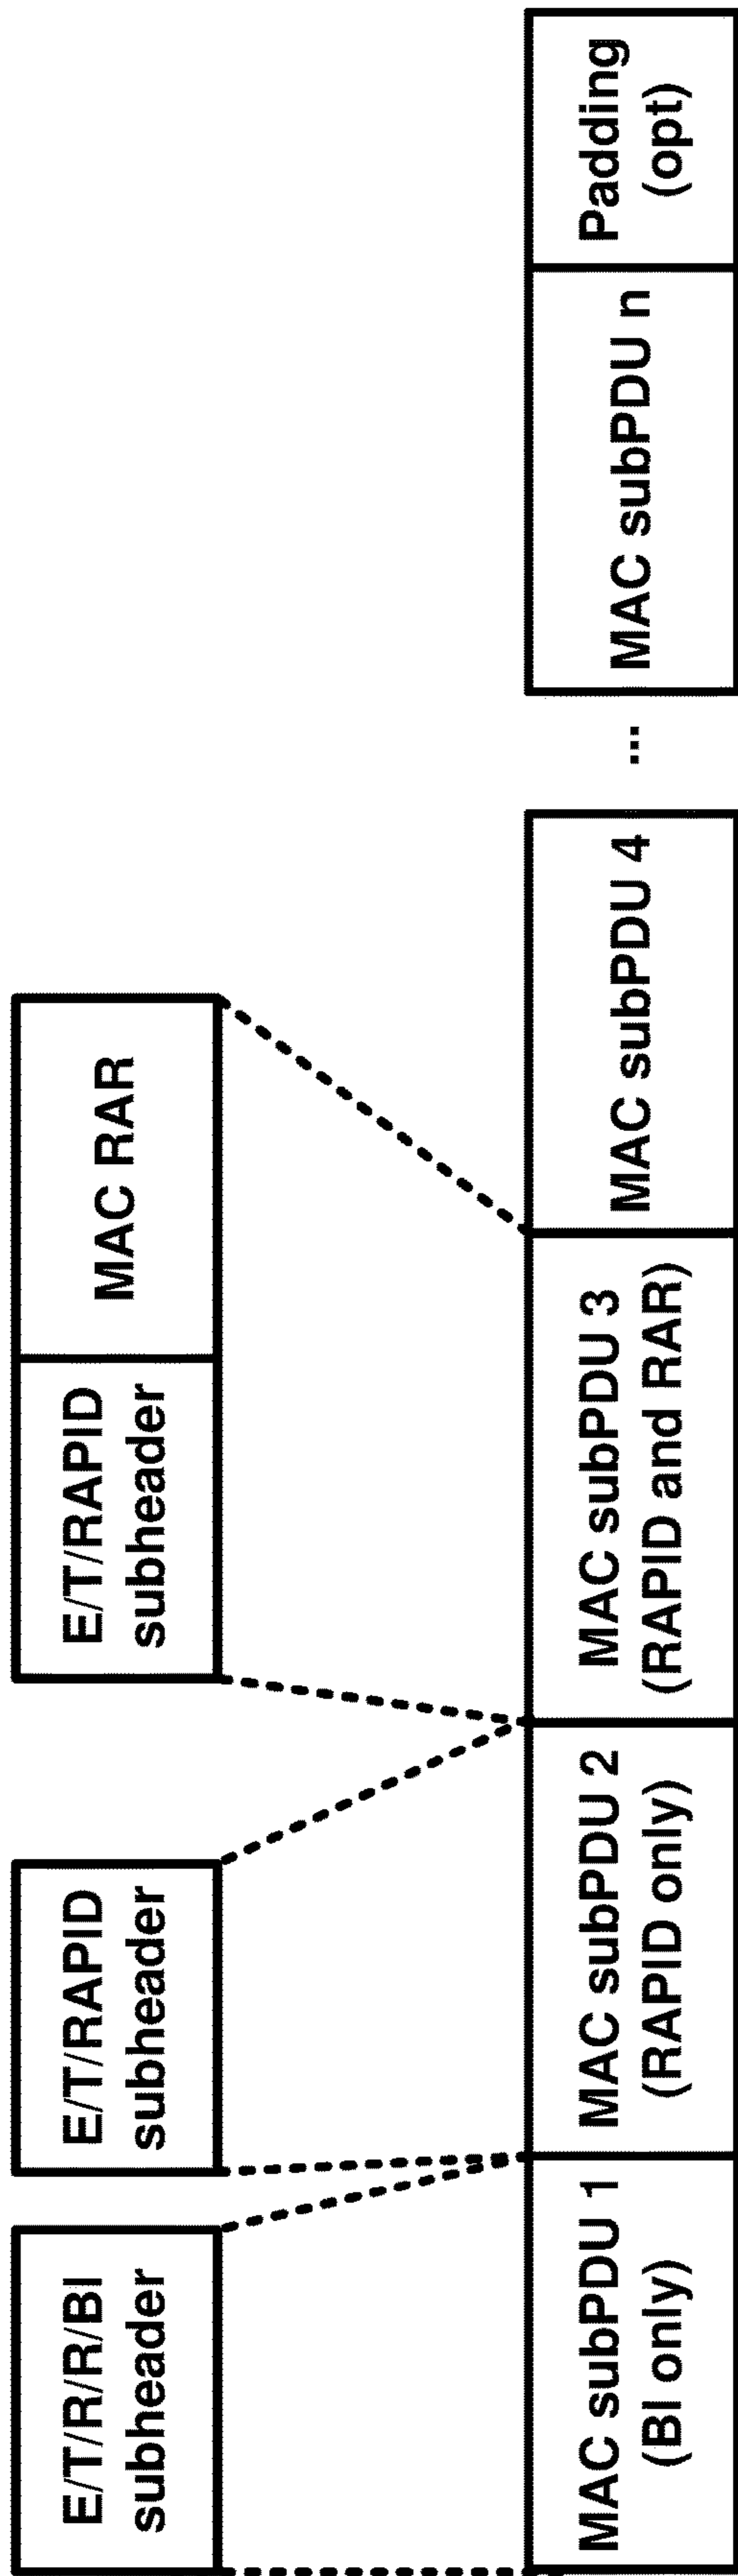 E/T/R/R/BI
subheader
E/T/RAPID
subheader
E/T/RAPID
subheader
MAC RAR
MAC subPDU 1
(BI only)
MAC subPDU 2
(RAPID only)
MAC subPDU 3
(RAPID and RAR)
MAC subPDU 4
...
MAC subPDU n
Padding
(opt)